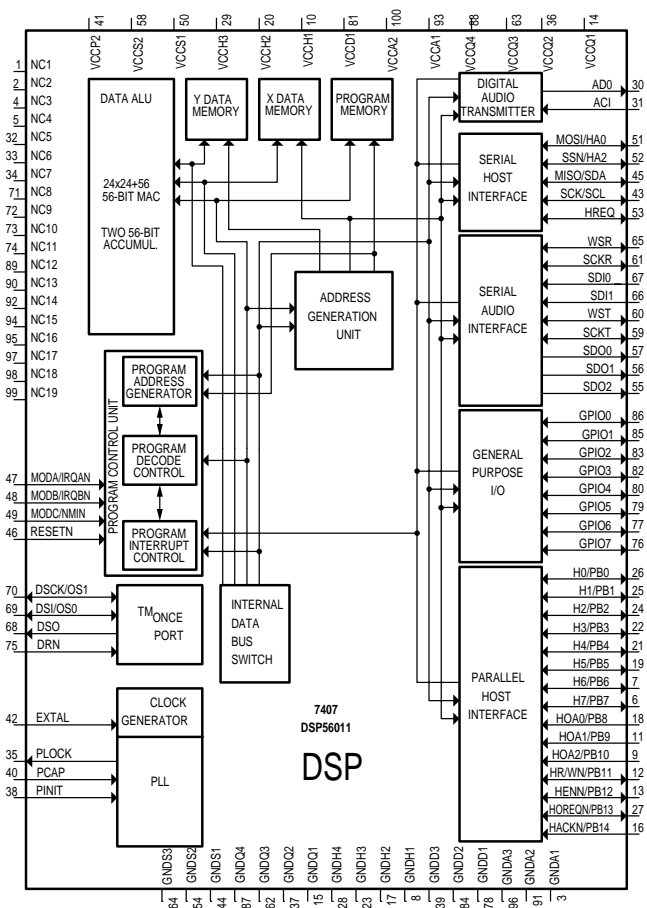 41 58 50 29 20 10 81 100 93 88 63 36 14
VCCP2 VCCS2 VCCS1 VCCH3 VCCH2 VCCH1 VCCD1 VCCA2 VCCA1 VCCQ4 VCCQ3 VCCQ2 VCCQ1
1 NC1
2 NC2
4 NC3
5 NC4
32 NC5
33 NC6
34 NC7
71 NC8
72 NC9
73 NC10
74 NC11
89 NC12
90 NC13
92 NC14
94 NC15
95 NC16
97 NC17
98 NC18
99 NC19
47 MODA/IRQAN
48 MODB/IRQBN
49 MODC/NMIN
46 RESETN
70 DSCK/OS1
69 DSI/OS0
68 DSO
75 DRN
42 EXTAL
35 PLOCK
40 PCAP
38 PINIT
DATA ALU
24x24+56
56-BIT MAC
TWO 56-BIT
ACCUMUL.
Y DATA
MEMORY
X DATA
MEMORY
PROGRAM
MEMORY
ADDRESS
GENERATION
UNIT
PROGRAM CONTROL UNIT
PROGRAM
ADDRESS
GENERATOR
PROGRAM
DECODE
CONTROL
PROGRAM
INTERRUPT
CONTROL
TM ONCE
PORT
INTERNAL
DATA
BUS
SWITCH
CLOCK
GENERATOR
PLL
7407
DSP56011
DSP
DIGITAL
AUDIO
TRANSMITTER
SERIAL
HOST
INTERFACE
SERIAL
AUDIO
INTERFACE
GENERAL
PURPOSE
I/O
PARALLEL
HOST
INTERFACE
AD0 30
ACI 31
MOSI/HA0 51
SSN/HA2 52
MISO/SDA 45
SCK/SCL 43
HREQ 53
WSR 65
SCKR 61
SDI0 67
SDI1 66
WST 60
SCKT 59
SDO0 57
SDO1 56
SDO2 55
GPIO0 86
GPIO1 85
GPIO2 83
GPIO3 82
GPIO4 80
GPIO5 79
GPIO6 77
GPIO7 76
H0/PB0 26
H1/PB1 25
H2/PB2 24
H3/PB3 22
H4/PB4 21
H5/PB5 19
H6/PB6 7
H7/PB7 6
HOA0/PB8 18
HOA1/PB9 11
HOA2/PB10 9
HR/WN/PB11 12
HENN/PB12 13
HOREQN/PB13 27
HACKN/PB14 16
GNDS3 GNDS2 GNDS1 GNDQ4 GNDQ3 GNDQ2 GNDQ1 GNDH4 GNDH3 GNDH2 GNDH1 GNDD3 GNDD2 GNDD1 GNDA3 GNDA2 GNDA1
64 54 44 87 62 37 15 28 23 17 8 39 84 78 96 91 3